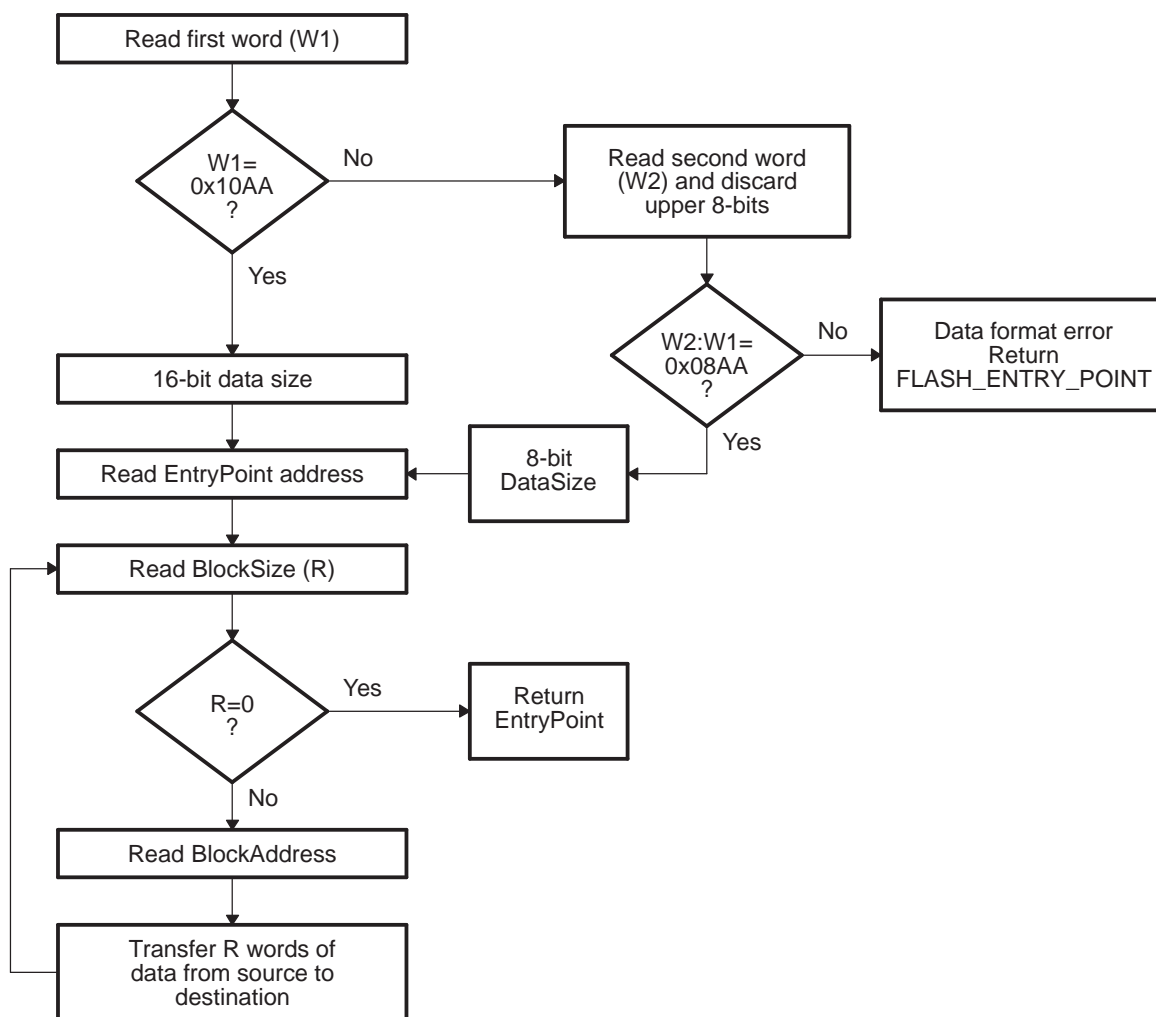 Read first word (W1)
W1=
0x10AA
?
No
Read second word
(W2) and discard
upper 8-bits
Yes
W2:W1=
0x08AA
?
No
Data format error
Return
FLASH_ENTRY_POINT
16-bit data size
Yes
8-bit
DataSize
Read EntryPoint address
Read BlockSize (R)
R=0
?
Yes
Return
EntryPoint
No
Read BlockAddress
Transfer R words of
data from source to
destination